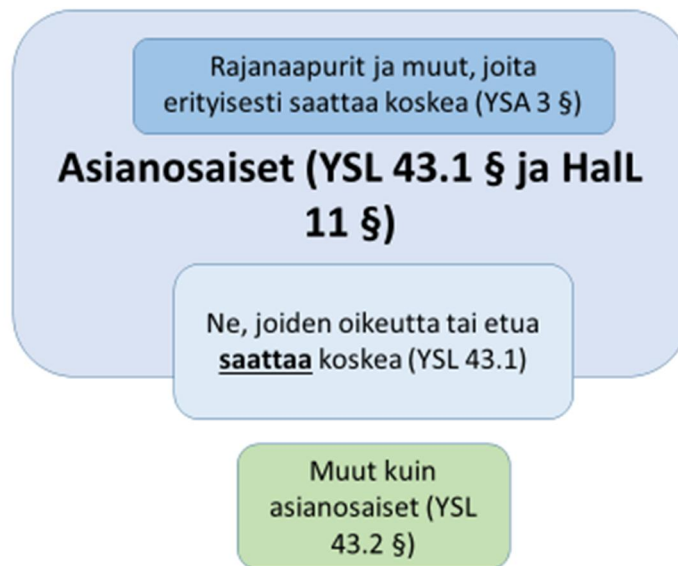 Rajanaapurit ja muut, joita
erityisesti saattaa koskea (YSA 3 §)
Asianosaiset (YSL 43.1 § ja HalL
11 §)
Ne, joiden oikeutta tai etua
saattaa koskea (YSL 43.1)
Muut kuin
asianosaiset (YSL
43.2 §)